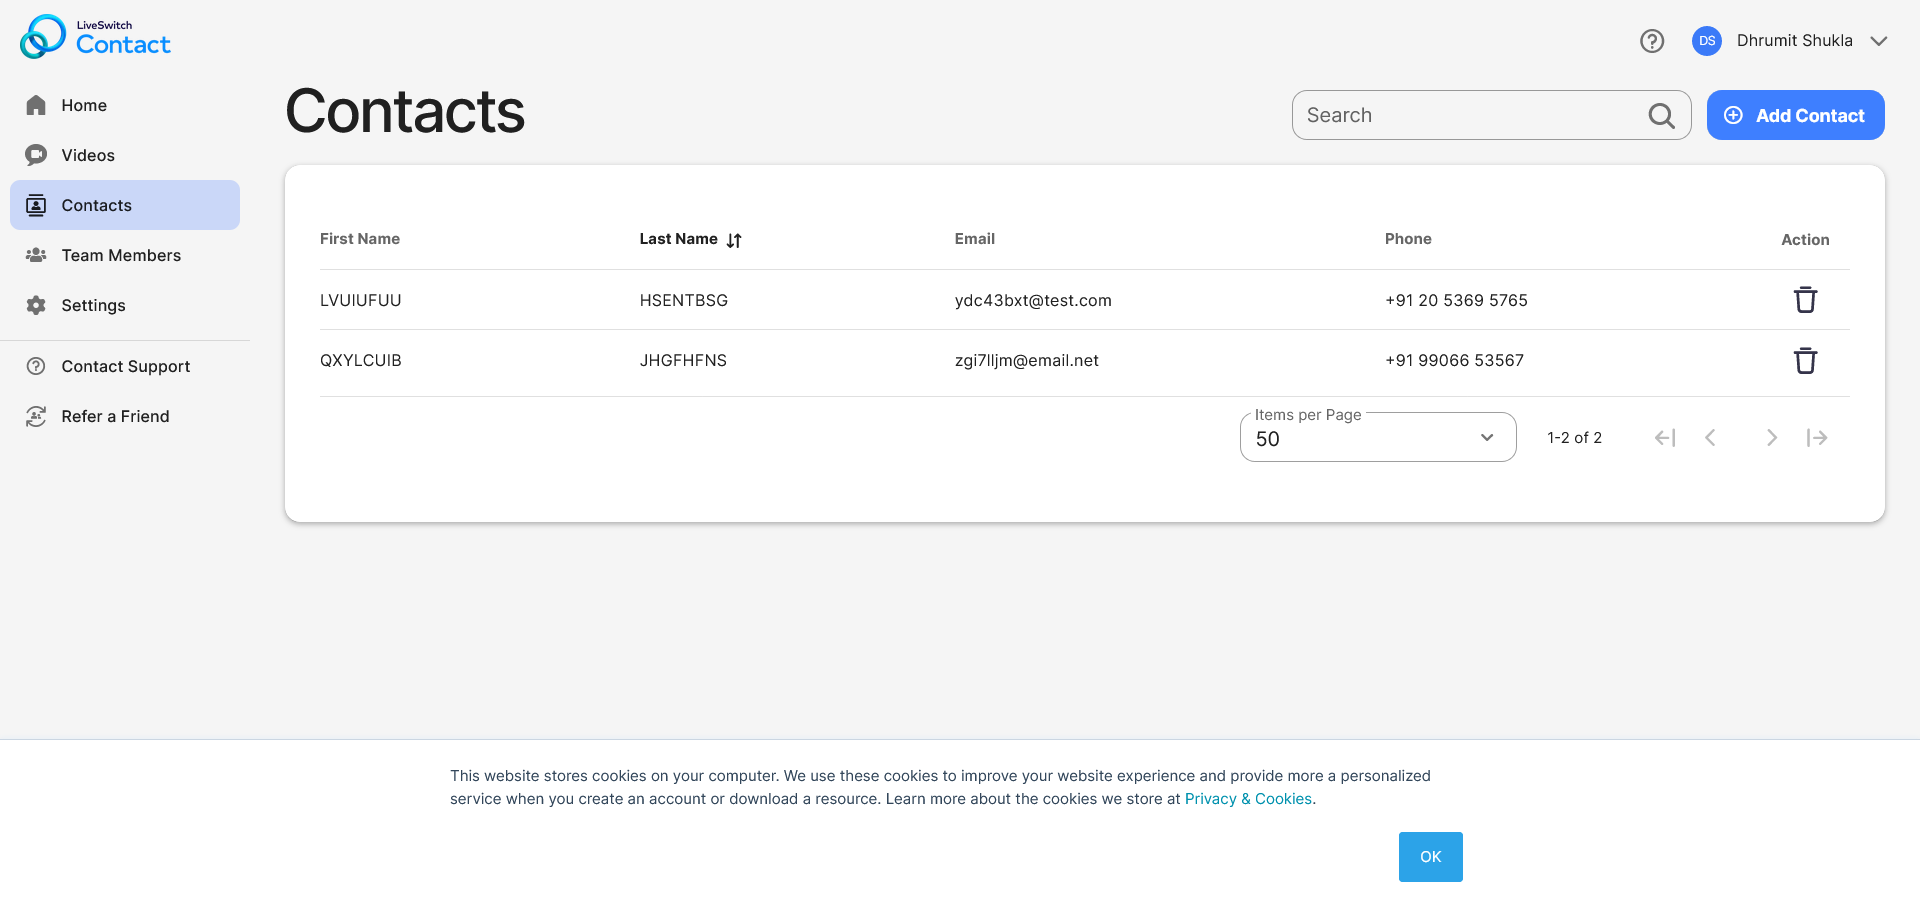 LiveSwitch
Contact
DS
Dhrumit Shukla
Home
Videos
Contacts
Team Members
Settings
Contact Support
Refer a Friend
Contacts
Search
Add Contact
First Name Last Name Email Phone Action
LVUIUFUU HSENTBSG ydc43bxt@test.com +91 20 5369 5765
QXYLCUIB JHGFHFNS zgi7lljm@email.net +91 99066 53567
Items per Page
50
1-2 of 2
This website stores cookies on your computer. We use these cookies to improve your website experience and provide more a personalized
service when you create an account or download a resource. Learn more about the cookies we store at Privacy & Cookies.
OK